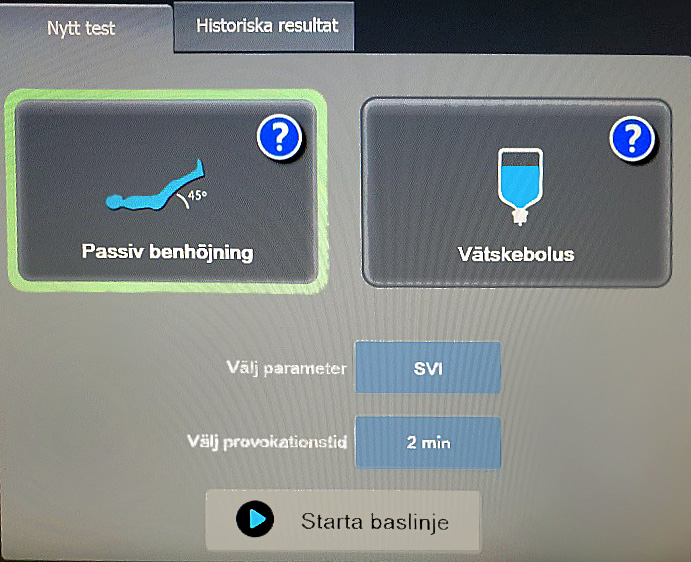 Nytt test
Historiska resultat
?
?
45°
Passiv benhöjning
Vätskebolus
Välj parameter
SVI
Välj provokationstid
2 min
Starta baslinje